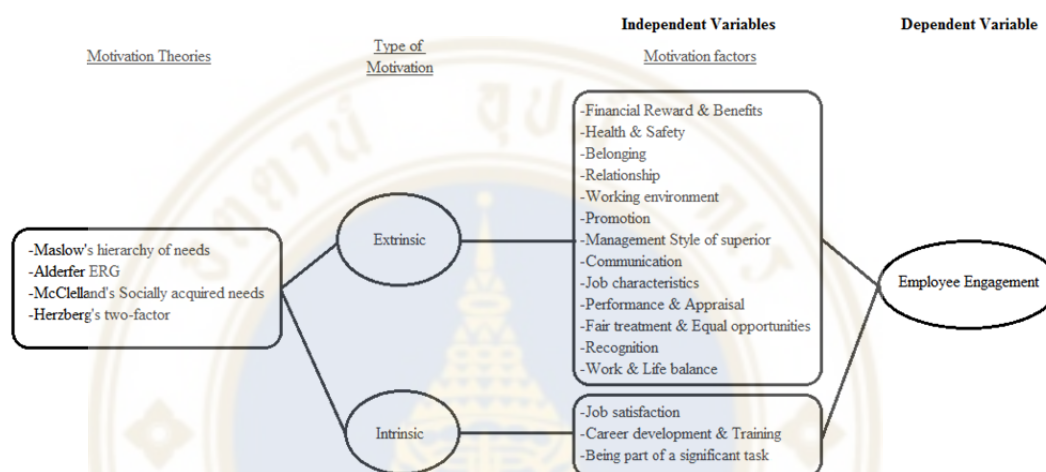 Independent Variables
Dependent Variable
Motivation Theories
Type of
Motivation
Motivation factors
-Maslow's hierarchy of needs
-Alderfer ERG
-McClelland's Socially acquired needs
-Herzberg's two-factor
Extrinsic
Intrinsic
-Financial Reward & Benefits
-Health & Safety
-Belonging
-Relationship
-Working environment
-Promotion
-Management Style of superior
-Communication
-Job characteristics
-Performance & Appraisal
-Fair treatment & Equal opportunities
-Recognition
-Work & Life balance
-Job satisfaction
-Career development & Training
-Being part of a significant task
Employee Engagement